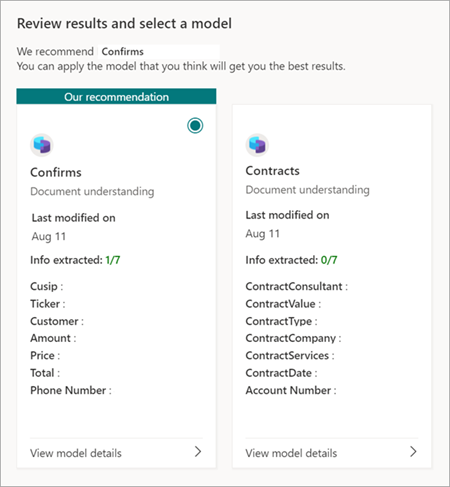 Review results and select a model
We recommend Confirms
You can apply the model that you think will get you the best results.
Our recommendation
Confirms
Document understanding
Last modified on
Aug 11
Info extracted: 1/7
Cusip :
Ticker :
Customer :
Amount :
Price :
Total :
Phone Number :
View model details
Contracts
Document understanding
Last modified on
Aug 11
Info extracted: 0/7
ContractConsultant :
ContractValue :
ContractType :
ContractCompany :
ContractServices :
ContractDate :
Account Number :
View model details